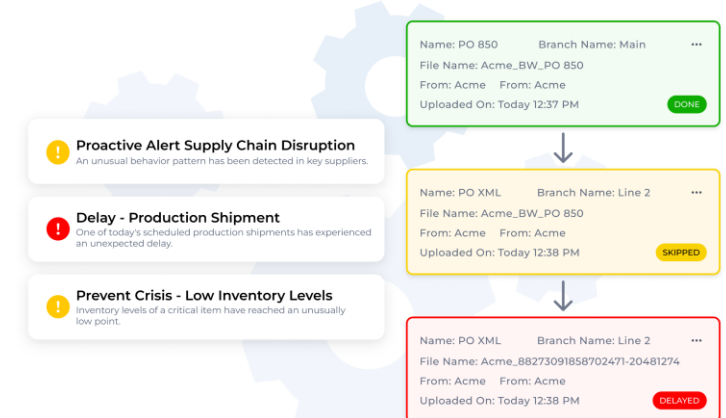 Proactive Alert Supply Chain Disruption
An unusual behavior pattern has been detected in key suppliers.
Delay - Production Shipment
One of today's scheduled production shipments has experienced
an unexpected delay.
Prevent Crisis - Low Inventory Levels
Inventory levels of a critical item have reached an unusually
low point.
Name: PO 850 Branch Name: Main ...
File Name: Acme_BW_PO 850
From: Acme From: Acme
Uploaded On: Today 12:37 PM DONE
Name: PO XML Branch Name: Line 2 ...
File Name: Acme_BW_PO 850
From: Acme From: Acme
Uploaded On: Today 12:38 PM SKIPPED
Name: PO XML Branch Name: Line 2 ...
File Name: Acme_88273091858702471-20481274
From: Acme From: Acme
Uploaded On: Today 12:38 PM DELAYED